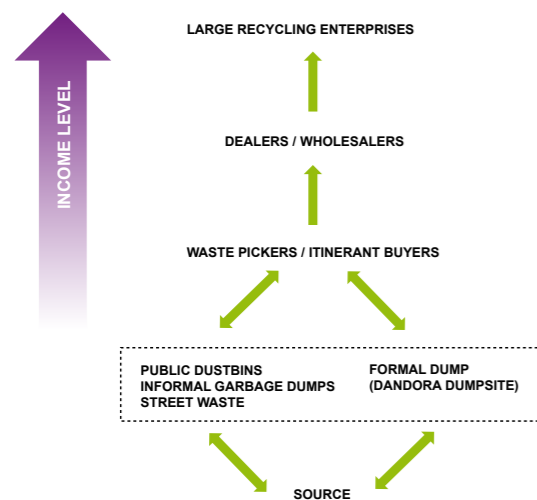 LARGE RECYCLING ENTERPRISES
INCOME LEVEL
DEALERS / WHOLESALERS
WASTE PICKERS / ITINERANT BUYERS
PUBLIC DUSTBINS
INFORMAL GARBAGE DUMPS
STREET WASTE
FORMAL DUMP
(DANDORA DUMPSITE)
SOURCE